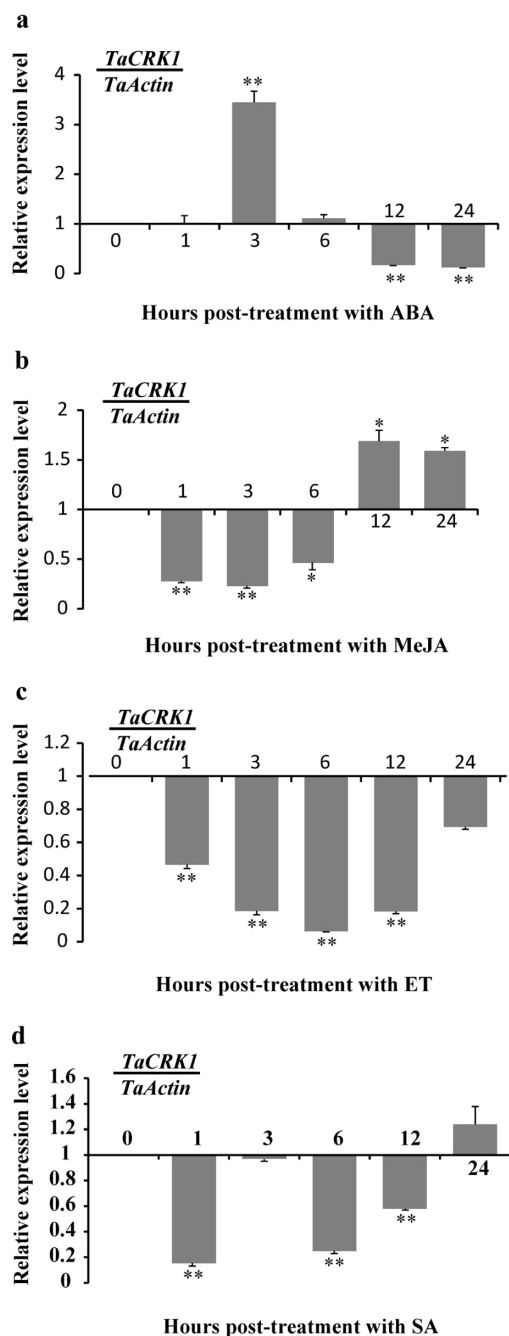 a
TaCRK1
TaActin
Relative expression level
4
3
2
1
0
**
12 24
0 1 3 6
** **
Hours post-treatment with ABA
b
TaCRK1
TaActin
Relative expression level
2
1.5
1
0.5
0
* *
0 1 3 6
12 24
** ** *
Hours post-treatment with MeJA
c
TaCRK1
TaActin
Relative expression level
1.2
1
0.8
0.6
0.4
0.2
0
0 1 3 6 12 24
** ** ** **
Hours post-treatment with ET
d
TaCRK1
TaActin
Relative expression level
1.6
1.4
1.2
1
0.8
0.6
0.4
0.2
0
0 1 3 6 12
24
** ** **
Hours post-treatment with SA